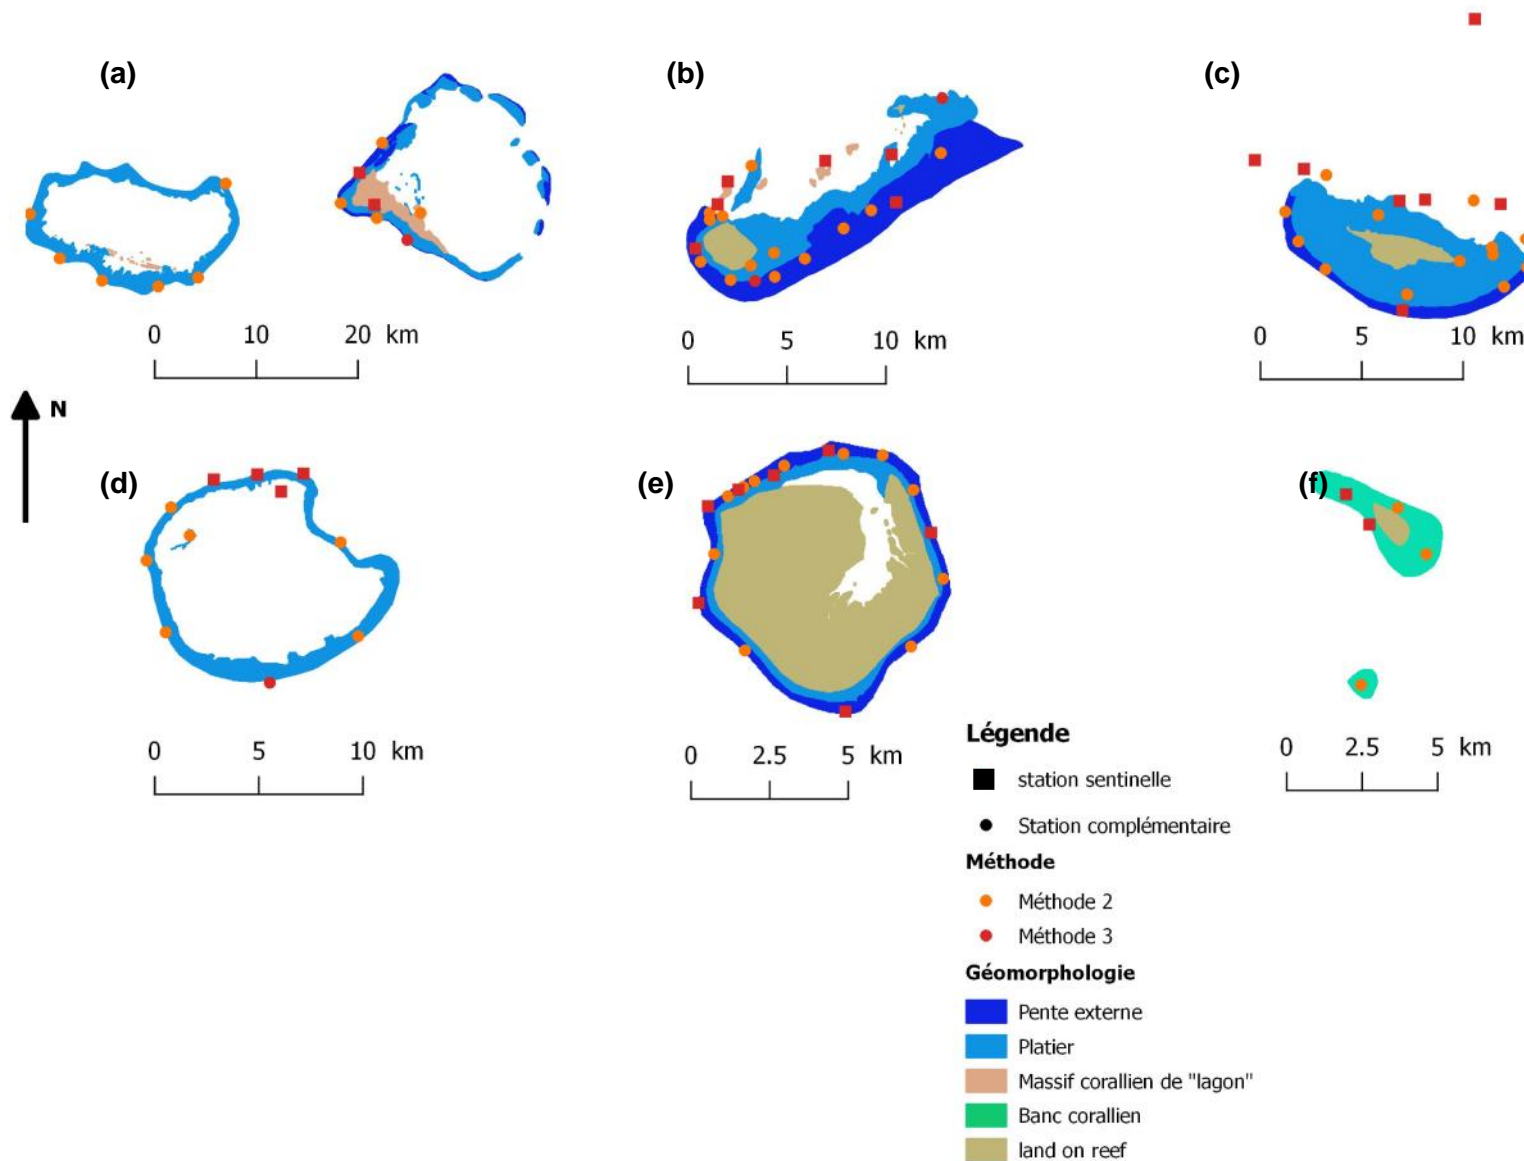 (a)
(b)
(c)
0 10 20 km
0 5 10 km
0 5 10 km
N
(d)
(e)
(f)
0 5 10 km
0 2.5 5 km
0 2.5 5 km
Légende
station sentinelle
Station complémentaire
Méthode
Méthode 2
Méthode 3
Géomorphologie
Pente externe
Platier
Massif corallien de "lagon"
Banc corallien
land on reef